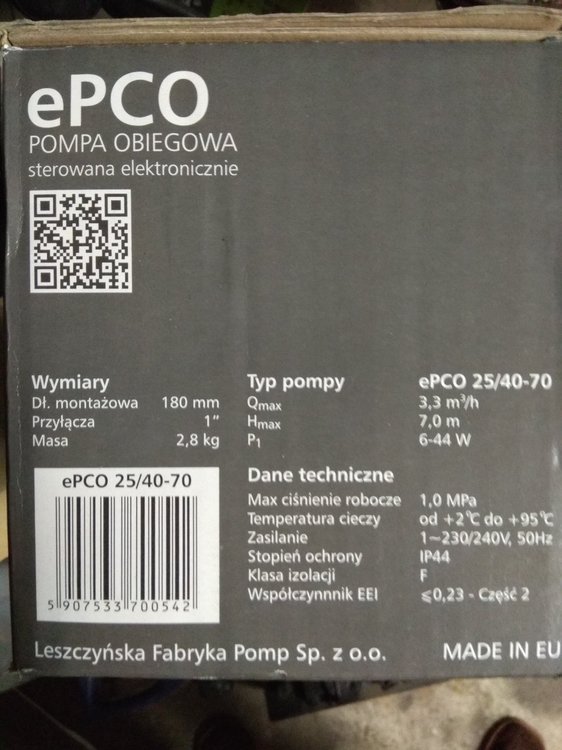 ePCO
POMPA OBIEGOWA
sterowana elektronicznie
Wymiary
Dł. montażowa 180 mm
Przyłącza 1"
Masa 2,8 kg
Typ pompy ePCO 25/40-70
Qmax 3,3 m³/h
Hmax 7,0 m
P1 6-44 W
ePCO 25/40-70
5 907533 700542
Dane techniczne
Max ciśnienie robocze 1,0 MPa
Temperatura cieczy od +2°C do +95°C
Zasilanie 1~230/240V, 50Hz
Stopień ochrony IP44
Klasa izolacji F
Współczynnnik EEI ≤0,23 - Część 2
Leszczyńska Fabryka Pomp Sp. z o.o. MADE IN EU